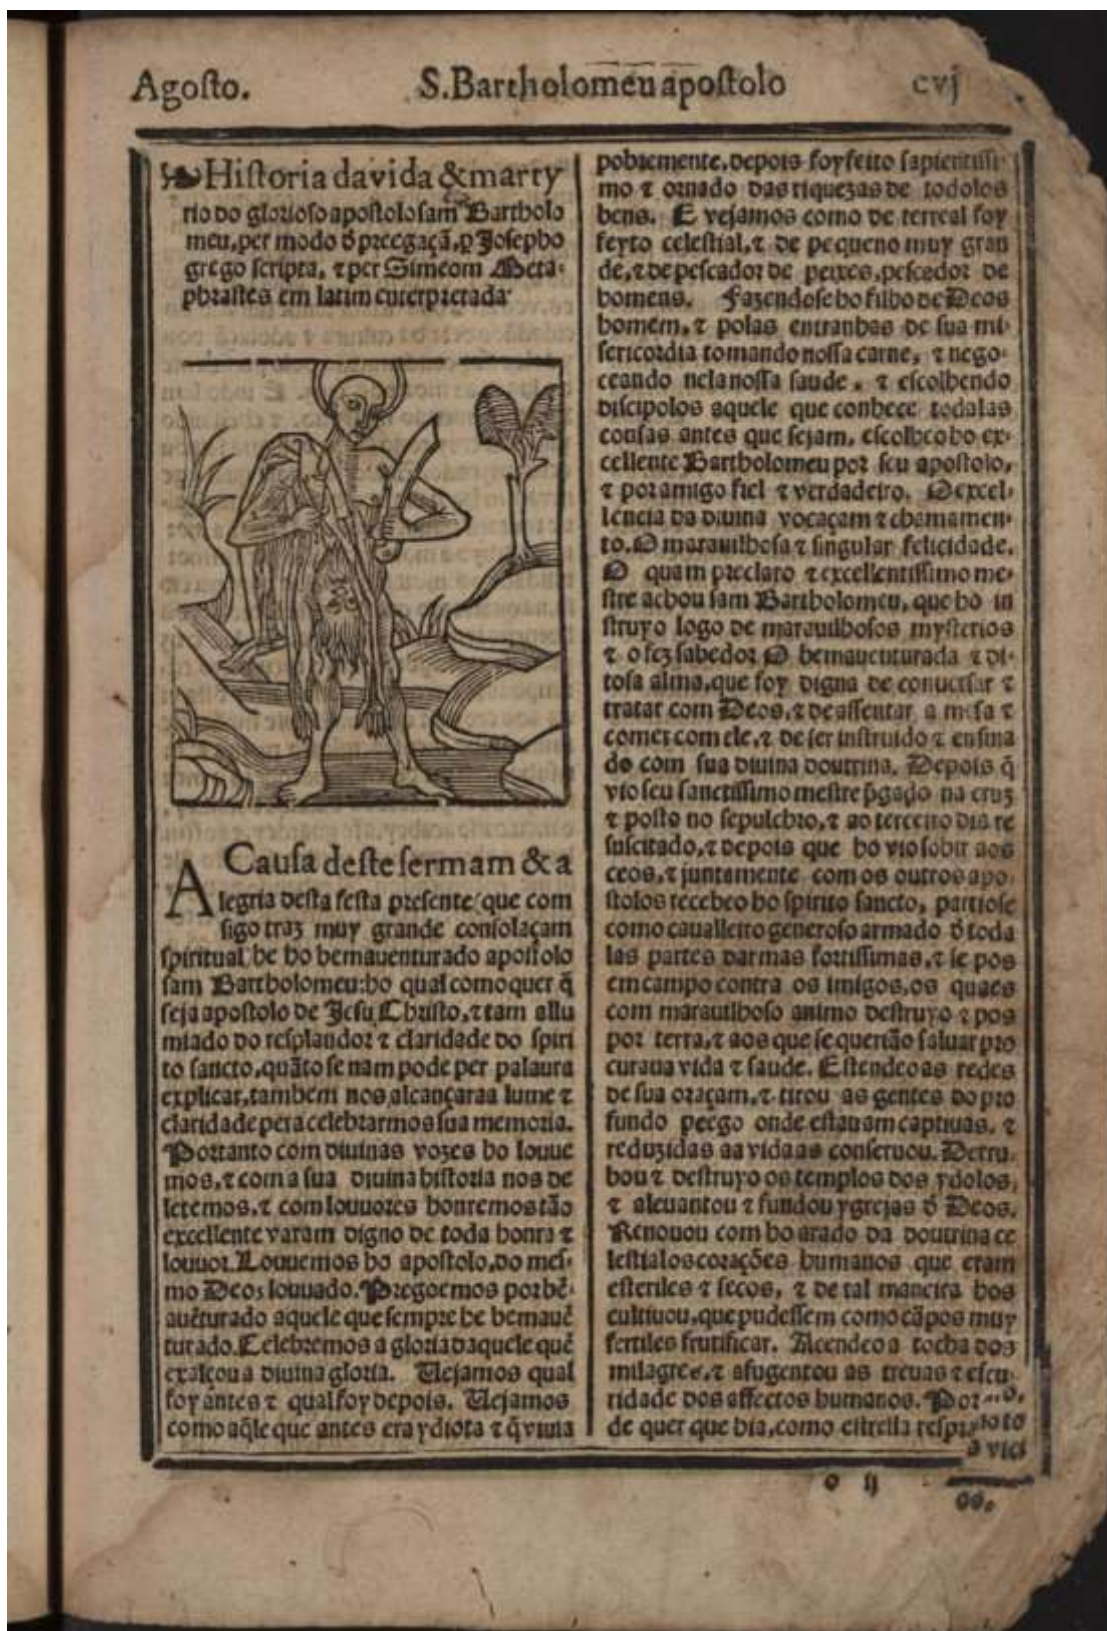 Agosto. S.Bartholomeu apostolo cvj
Historia da vida & marty
rio do glorioso apostolo sam Bartholo
meu, per modo d̃ preegaçã, p̱ Josepho
grego scripta, ⁊ per Simeom Meta-
phrastes em latim enterpretada
A Causa deste sermam & a
legria desta festa presente que com
sigo traz muy grande consolaçam
spiritual he ho bemauenturado apostolo
sam Bartholomeu: ho qual como quer q̃
seja apostolo de Jesu Christo, ⁊ tam allu
miado do resplandor ⁊ claridade do spiri
to sancto, quãto se nam pode per palaura
explicar, tambem nos alcançaraa lume ⁊
claridade pera celebrarmos sua memoria.
Portanto com diuinas vozes ho louue
mos, ⁊ com a sua diuina historia nos de
letemos, ⁊ com louuores honremos tão
excellente varam digno de toda honra ⁊
louuor. Louuemos ho apostolo, do mes-
mo Deos louuado. Pregoemos por bẽ-
auẽturado aquele que sempre he bemauẽ
turado. Celebremos a gloria daquele quẽ
exalçou a diuina gloria. Uejamos qual
foy antes ⁊ qual foy depois. Uejamos
como aq̃le que antes era ydiota ⁊ q̃ viuia
pobremente, depois foy feito sapientissi-
mo ⁊ ornado das riquezas de todolos
bens. E vejamos como de terreal foy
feyto celestial, ⁊ de pequeno muy gran
de, ⁊ de pescador de peixes, pescador de
homens. Fazendose ho filho de Deos
homem, ⁊ polas entranhas de sua mi-
sericordia tomando nossa carne, ⁊ nego-
ceando nela nossa saude, ⁊ escolhendo
discipolos aquele que conhece todalas
cousas antes que sejam, escolheo ho ex-
cellente Bartholomeu por seu apostolo,
⁊ por amigo fiel ⁊ verdadeiro. O excel-
lencia da diuina vocaçam ⁊ chamamen-
to. O marauilhosa ⁊ singular felicidade.
O quam preclaro ⁊ excellentissimo me-
stre achou sam Bartholomeu, que ho in
struyo logo de marauilhosos mysterios
⁊ o fez sabedor O bemauenturada ⁊ di-
tosa alma, que foy digna de conuersar ⁊
tratar com Deos, ⁊ de assentar a mesa ⁊
comer com ele, ⁊ de ser instruido ⁊ ensina
do com sua diuina doutrina. Depois q̃
vio seu sanctissimo mestre p̃gado na cruz
⁊ posto no sepulchro, ⁊ ao terceiro dia re
suscitado, ⁊ depois que ho vio sobir aos
ceos, ⁊ juntamente com os outros apo-
stolos recebeo ho spirito sancto, partiose
como caualleiro generoso armado d̃ toda
las partes darmas fortissimas, ⁊ se pos
em campo contra os imigos, os quaes
com marauilhoso animo destruyo ⁊ pos
por terra, ⁊ aos que se querião saluar pro
curaua vida ⁊ saude. Estendeo as redes
de sua oraçam, ⁊ tirou as gentes do pro
fundo peego onde estauam captiuas, ⁊
reduzidas aa vida as conseruou. Derru-
bou ⁊ destruyo os templos dos ydolos,
⁊ aleuantou ⁊ fundou ygrejas d̃ Deos.
Renouou com ho arado da doutrina ce
lestial os corações humanos que eram
esteriles ⁊ secos, ⁊ de tal maneira hos
cultiuou, que pudessem como cãpos muy
fertiles frutificar. Acendeo a tocha dos
milagres, ⁊ afugentou as treuas ⁊ escu-
ridade dos affectos humanos. Por
de quer que hia, como estrella
o ij